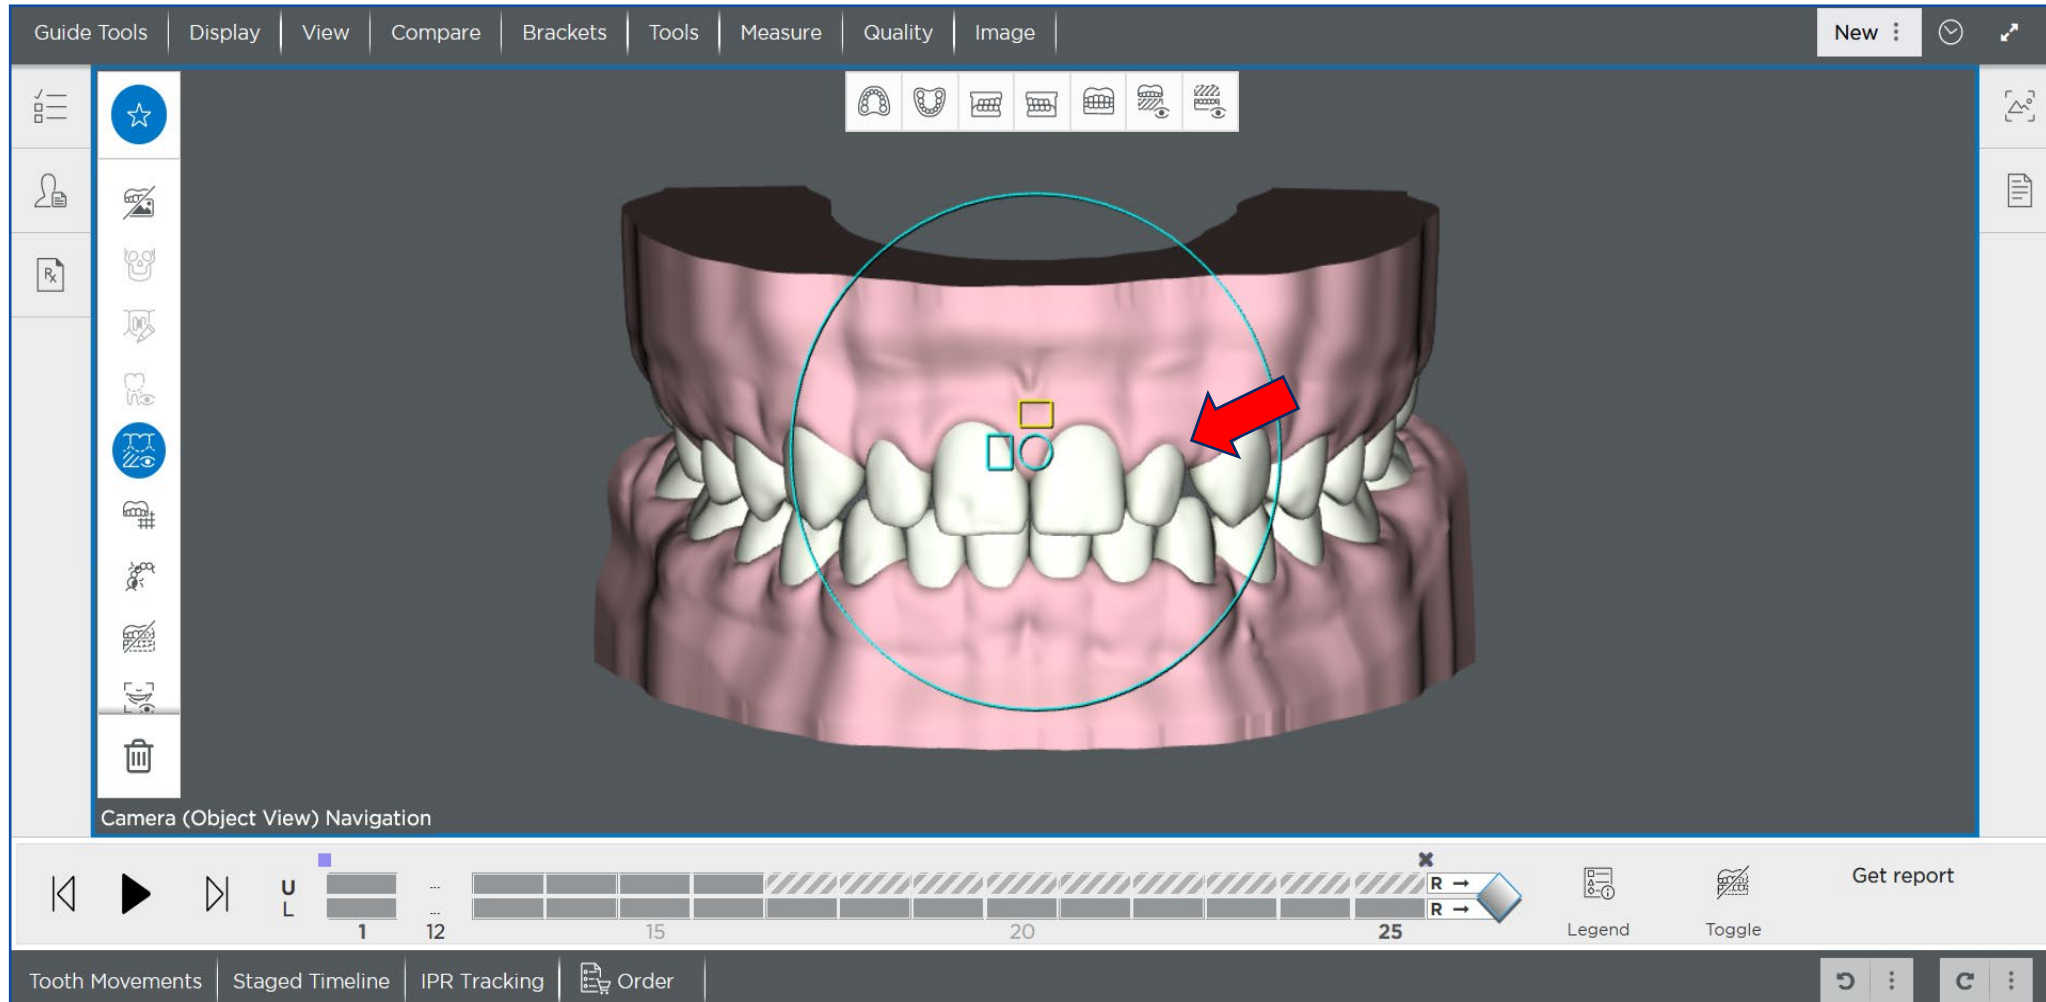 Guide Tools Display View Compare Brackets Tools Measure Quality Image New
Rx
Camera (Object View) Navigation
U ... R →
L ... R →
1 12 15 20 25
Legend Toggle Get report
Tooth Movements Staged Timeline IPR Tracking Order